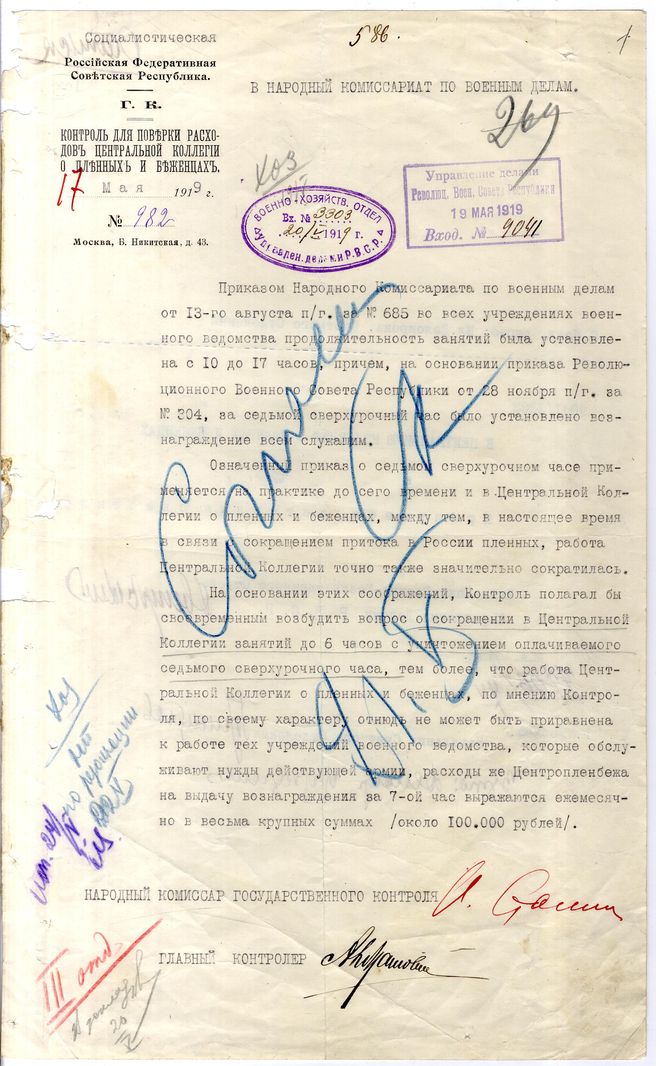 Социалистическая
Россійская Федеративная
Совѣтская Республика.
Г. К.
КОНТРОЛЬ ДЛЯ ПОВѢРКИ РАСХО-
ДОВЪ ЦЕНТРАЛЬНОЙ КОЛЛЕГІИ
О ПЛѢННЫХЪ И БѢЖЕНЦАХЪ.
17 Мая 1919 г.
№ 982
Москва, Б. Никитская, д. 43.
586.
В НАРОДНЫЙ КОМИССАРИАТ ПО ВОЕННЫМ ДЕЛАМ.
264
Хоз
ВОЕННО-ХОЗЯЙСТВ. ОТДЕЛ
Вх. № 3303
20/V 1919 г.
Управлен. делами Р.В.С.Р.
Управление делами
Революц. Воен. Совета Республики
19 МАЯ 1919
Вход. № 9041
Приказом Народного Комиссариата по военным делам
от 13-го августа п/г. за № 685 во всех учреждениях воен-
ного ведомства продолжительность занятий была установле-
на с 10 до 17 часов, причем, на основании приказа Револю-
ционного Военного Совета Республики от 28 ноября п/г. за
№ 304, за седьмой сверхурочный час было установлено воз-
награждение всем служащим.
Означенный приказ о седьмом сверхурочном часе при-
меняется на практике до сего времени и в Центральной Кол-
легии о пленных и беженцах, между тем, в настоящее время
в связи с сокращением притока в России пленных, работа
Центральной Коллегии точно также значительно сократилась.
На основании этих соображений, Контроль полагал бы
своевременным возбудить вопрос о сокращении в Центральной
Коллегии занятий до 6 часов с уничтожением оплачиваемого
седьмого сверхурочного часа, тем более, что работа Цент-
ральной Коллегии о пленных и беженцах, по мнению Контро-
ля, по своему характеру отнюдь не может быть приравнена
к работе тех учреждений военного ведомства, которые обслу-
живают нужды действующей армии, расходы же Центропленбежа
на выдачу вознаграждения за 7-ой час выражаются ежемесяч-
но в весьма крупных суммах /около 100.000 рублей/.
Хоз
НАРОДНЫЙ КОМИССАР ГОСУДАРСТВЕННОГО КОНТРОЛЯ И. Сталин
ГЛАВНЫЙ КОНТРОЛЕР
III отд.